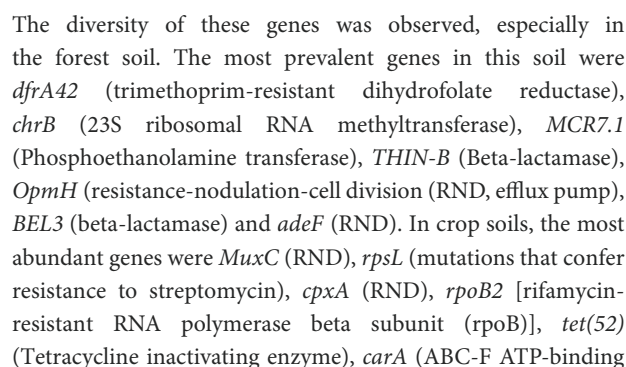 The diversity of these genes was observed, especially in
the forest soil. The most prevalent genes in this soil were
dfrA42 (trimethoprim-resistant dihydrofolate reductase),
chrB (23S ribosomal RNA methyltransferase), MCR7.1
(Phosphoethanolamine transferase), THIN-B (Beta-lactamase),
OpmH (resistance-nodulation-cell division (RND, efflux pump),
BEL3 (beta-lactamase) and adeF (RND). In crop soils, the most
abundant genes were MuxC (RND), rpsL (mutations that confer
resistance to streptomycin), cpxA (RND), rpoB2 [rifamycin-
resistant RNA polymerase beta subunit (rpoB)], tet(52)
(Tetracycline inactivating enzyme), carA (ABC-F ATP-binding